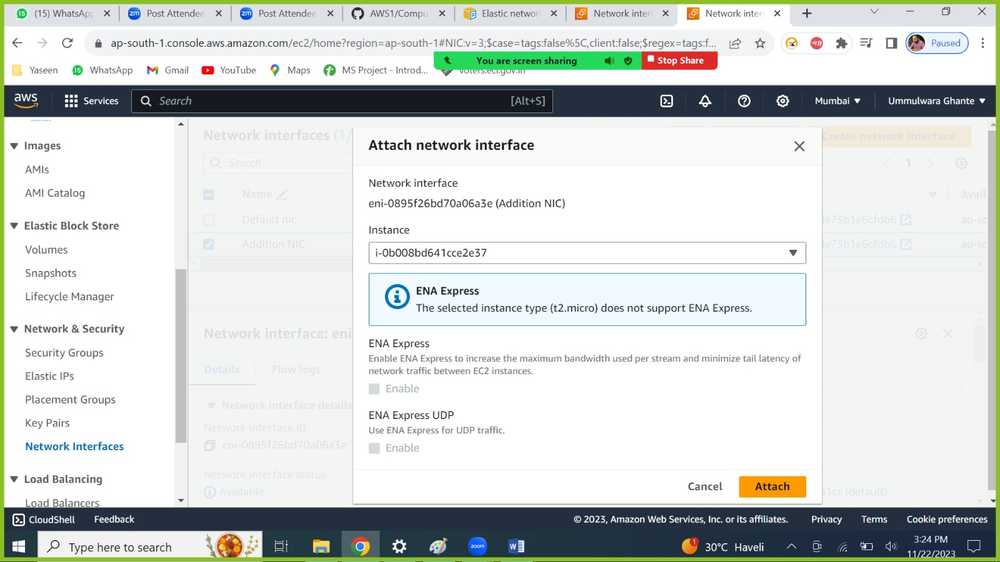 (15) WhatsApp
Post Attendee
Post Attendee
AWS1/Compu
Elastic networ
Network inter
Network inter
ap-south-1.console.aws.amazon.com/ec2/home?region=ap-south-1#NIC:v=3;$case=tags:false%5C,client:false;$regex=tags:f...
Paused
You are screen sharing
Stop Share
Yaseen
WhatsApp
Gmail
YouTube
Maps
MS Project - Introd...
voters.eci.gov.in
aws
Services
Search
[Alt+S]
Mumbai
Ummulwara Ghante
Images
AMIs
AMI Catalog
Elastic Block Store
Volumes
Snapshots
Lifecycle Manager
Network & Security
Security Groups
Elastic IPs
Placement Groups
Key Pairs
Network Interfaces
Load Balancing
Load Balancers
Network interfaces (1/
Create network interface
Search
1
Name
Avail
Default nic
de73b1e6cfdb6
ap-sc
Addition NIC
de73b1e6cfdb6
ap-sc
Network interface: eni
Details
Flow logs
Network interface details
Network interface ID
eni-0895f26bd70a06a3e
Network interface status
Available
51cc (default)
Attach network interface
Network interface
eni-0895f26bd70a06a3e (Addition NIC)
Instance
i-0b008bd641cce2e37
ENA Express
The selected instance type (t2.micro) does not support ENA Express.
ENA Express
Enable ENA Express to increase the maximum bandwidth used per stream and minimize tail latency of
network traffic between EC2 instances.
Enable
ENA Express UDP
Use ENA Express for UDP traffic.
Enable
Cancel
Attach
CloudShell
Feedback
© 2023, Amazon Web Services, Inc. or its affiliates.
Privacy
Terms
Cookie preferences
Type here to search
zoom
30°C Haveli
3:24 PM
11/22/2023